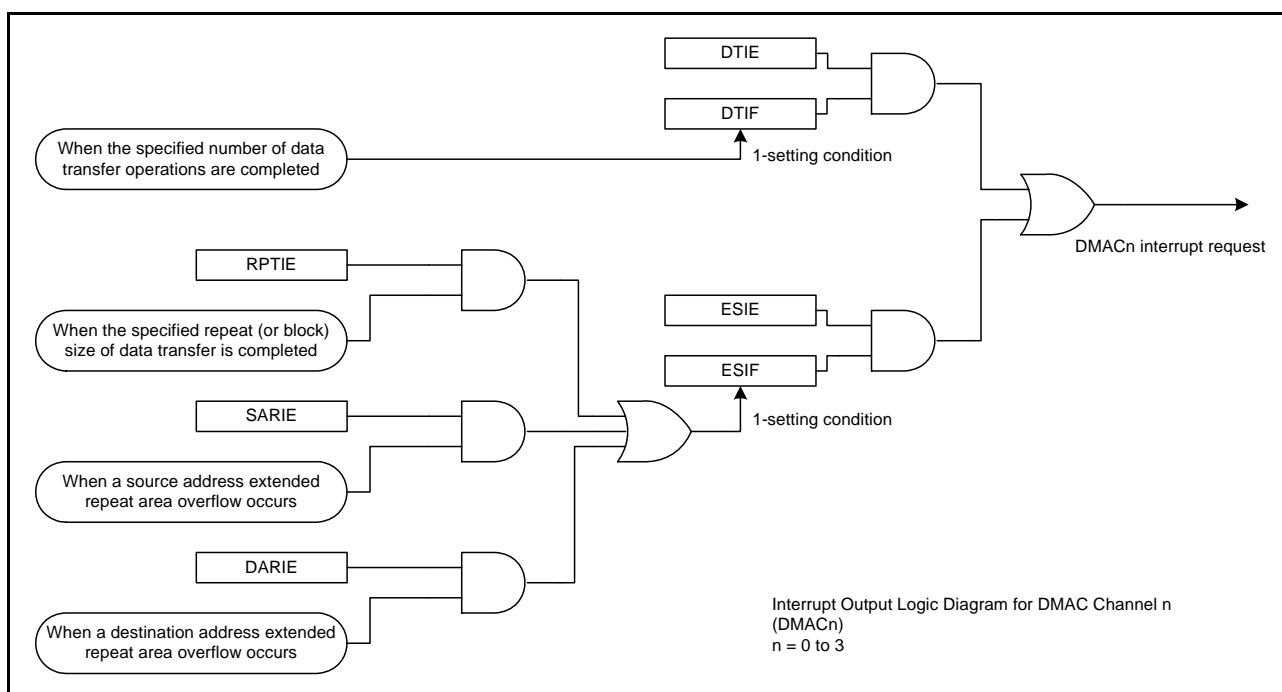 DTIE
DTIF
When the specified number of data
transfer operations are completed
1-setting condition
DMACn interrupt request
RPTIE
When the specified repeat (or block)
size of data transfer is completed
ESIE
ESIF
1-setting condition
SARIE
When a source address extended
repeat area overflow occurs
DARIE
When a destination address extended
repeat area overflow occurs
Interrupt Output Logic Diagram for DMAC Channel n
(DMACn)
n = 0 to 3